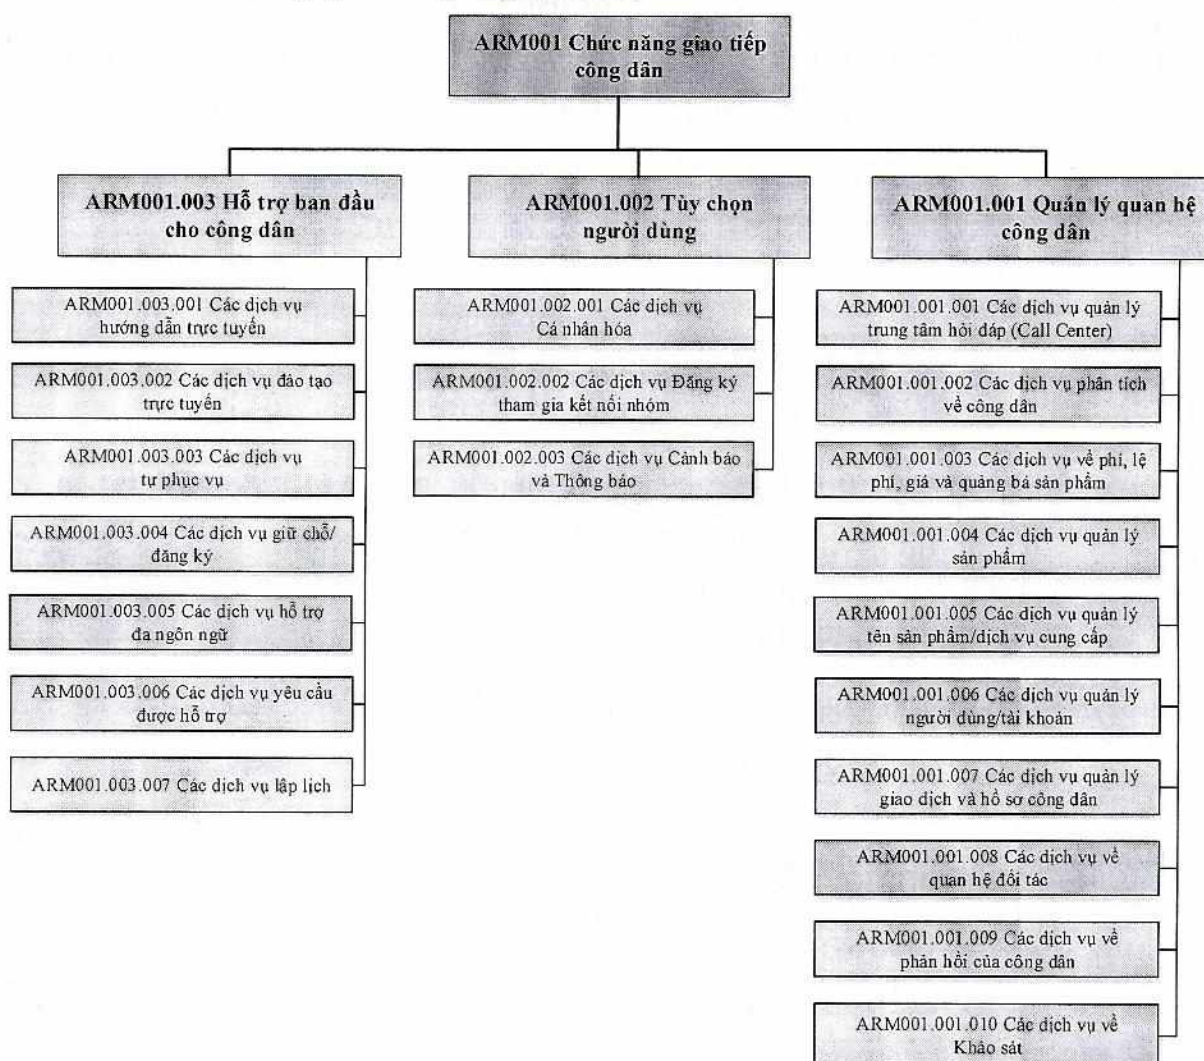 ARM001 Chức năng giao tiếp
công dân
ARM001.003 Hỗ trợ ban đầu
cho công dân
ARM001.003.001 Các dịch vụ
hướng dẫn trực tuyến
ARM001.003.002 Các dịch vụ đào tạo
trực tuyến
ARM001.003.003 Các dịch vụ
tự phục vụ
ARM001.003.004 Các dịch vụ giữ chỗ/
đăng ký
ARM001.003.005 Các dịch vụ hỗ trợ
đa ngôn ngữ
ARM001.003.006 Các dịch vụ yêu cầu
được hỗ trợ
ARM001.003.007 Các dịch vụ lập lịch
ARM001.002 Tùy chọn
người dùng
ARM001.002.001 Các dịch vụ
Cá nhân hóa
ARM001.002.002 Các dịch vụ Đăng ký
tham gia kết nối nhóm
ARM001.002.003 Các dịch vụ Cảnh báo
và Thông báo
ARM001.001 Quản lý quan hệ
công dân
ARM001.001.001 Các dịch vụ quản lý
trung tâm hỏi đáp (Call Center)
ARM001.001.002 Các dịch vụ phân tích
về công dân
ARM001.001.003 Các dịch vụ về phí, lệ
phí, giá và quảng bá sản phẩm
ARM001.001.004 Các dịch vụ quản lý
sản phẩm
ARM001.001.005 Các dịch vụ quản lý
tên sản phẩm/dịch vụ cung cấp
ARM001.001.006 Các dịch vụ quản lý
người dùng/tài khoản
ARM001.001.007 Các dịch vụ quản lý
giao dịch và hồ sơ công dân
ARM001.001.008 Các dịch vụ về
quan hệ đối tác
ARM001.001.009 Các dịch vụ về
phản hồi của công dân
ARM001.001.010 Các dịch vụ về
Khảo sát